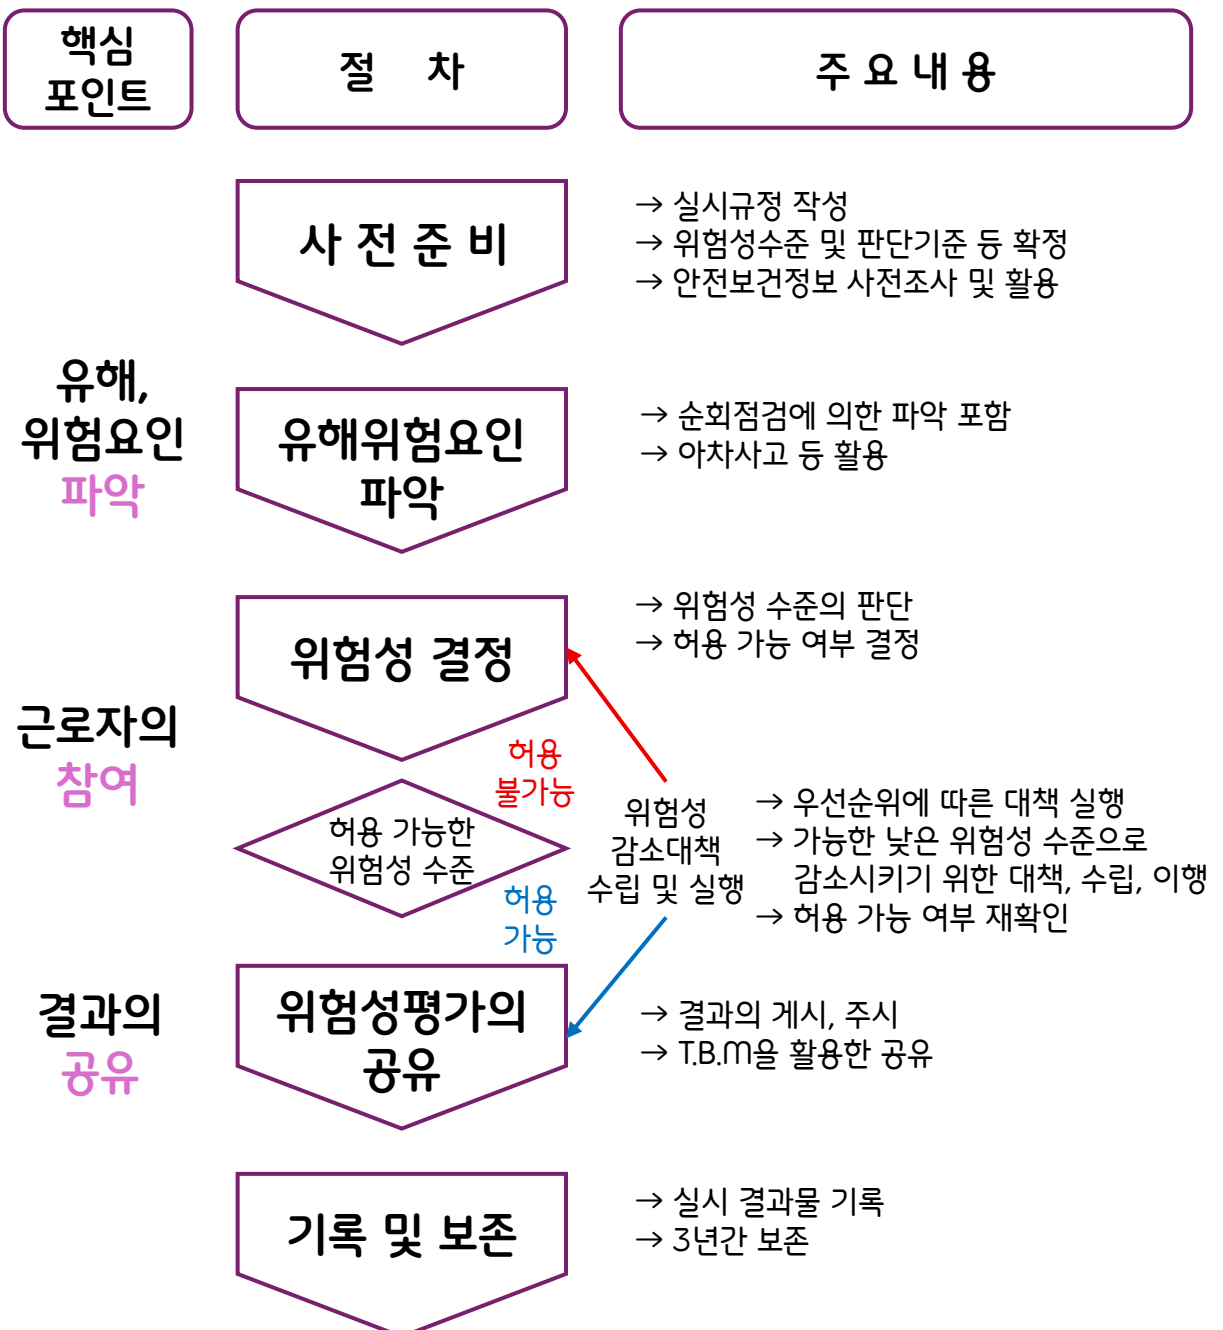 핵심
포인트
절 차
주 요 내 용
사 전 준 비
→ 실시규정 작성
→ 위험성수준 및 판단기준 등 확정
→ 안전보건정보 사전조사 및 활용
유해,
위험요인
파악
유해위험요인
파악
→ 순회점검에 의한 파악 포함
→ 아차사고 등 활용
위험성 결정
→ 위험성 수준의 판단
→ 허용 가능 여부 결정
근로자의
참여
허용
불가능
허용 가능한
위험성 수준
허용
가능
위험성
감소대책
수립 및 실행
→ 우선순위에 따른 대책 실행
→ 가능한 낮은 위험성 수준으로
감소시키기 위한 대책, 수립, 이행
→ 허용 가능 여부 재확인
결과의
공유
위험성평가의
공유
→ 결과의 게시, 주시
→ T.B.M을 활용한 공유
기록 및 보존
→ 실시 결과물 기록
→ 3년간 보존